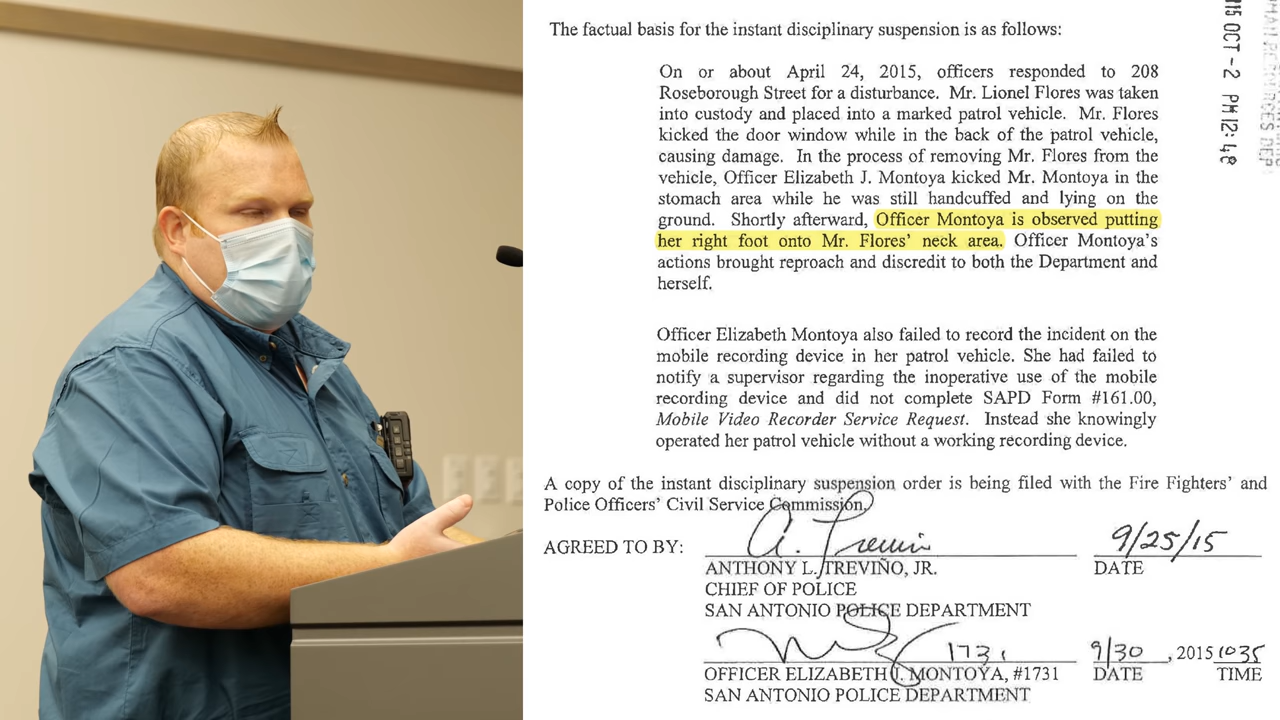 The factual basis for the instant disciplinary suspension is as follows:
On or about April 24, 2015, officers responded to 208
Roseborough Street for a disturbance. Mr. Lionel Flores was taken
into custody and placed into a marked patrol vehicle. Mr. Flores
kicked the door window while in the back of the patrol vehicle,
causing damage. In the process of removing Mr. Flores from the
vehicle, Officer Elizabeth J. Montoya kicked Mr. Montoya in the
stomach area while he was still handcuffed and lying on the
ground. Shortly afterward, Officer Montoya is observed putting
her right foot onto Mr. Flores' neck area. Officer Montoya's
actions brought reproach and discredit to both the Department and
herself.
Officer Elizabeth Montoya also failed to record the incident on the
mobile recording device in her patrol vehicle. She had failed to
notify a supervisor regarding the inoperative use of the mobile
recording device and did not complete SAPD Form #161.00,
Mobile Video Recorder Service Request. Instead she knowingly
operated her patrol vehicle without a working recording device.
A copy of the instant disciplinary suspension order is being filed with the Fire Fighters' and
Police Officers' Civil Service Commission.
AGREED TO BY: 9/25/15
ANTHONY L. TREVIÑO, JR. DATE
CHIEF OF POLICE
SAN ANTONIO POLICE DEPARTMENT
1731 9/30, 2015 1035
OFFICER ELIZABETH J. MONTOYA, #1731 DATE TIME
SAN ANTONIO POLICE DEPARTMENT
15 OCT -2 PM 12:48